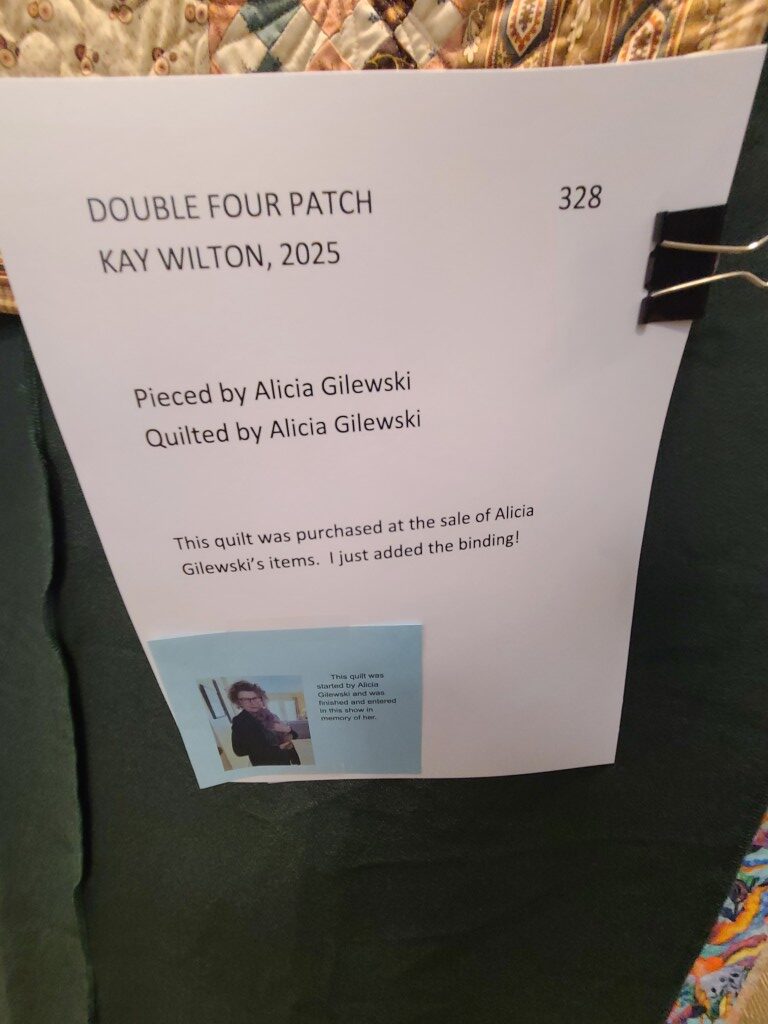 DOUBLE FOUR PATCH 328
KAY WILTON, 2025
Pieced by Alicia Gilewski
Quilted by Alicia Gilewski
This quilt was purchased at the sale of Alicia
Gilewski's items. I just added the binding!
This quilt was
started by Alicia
Gilewski and was
finished and entered
in this show in
memory of her.